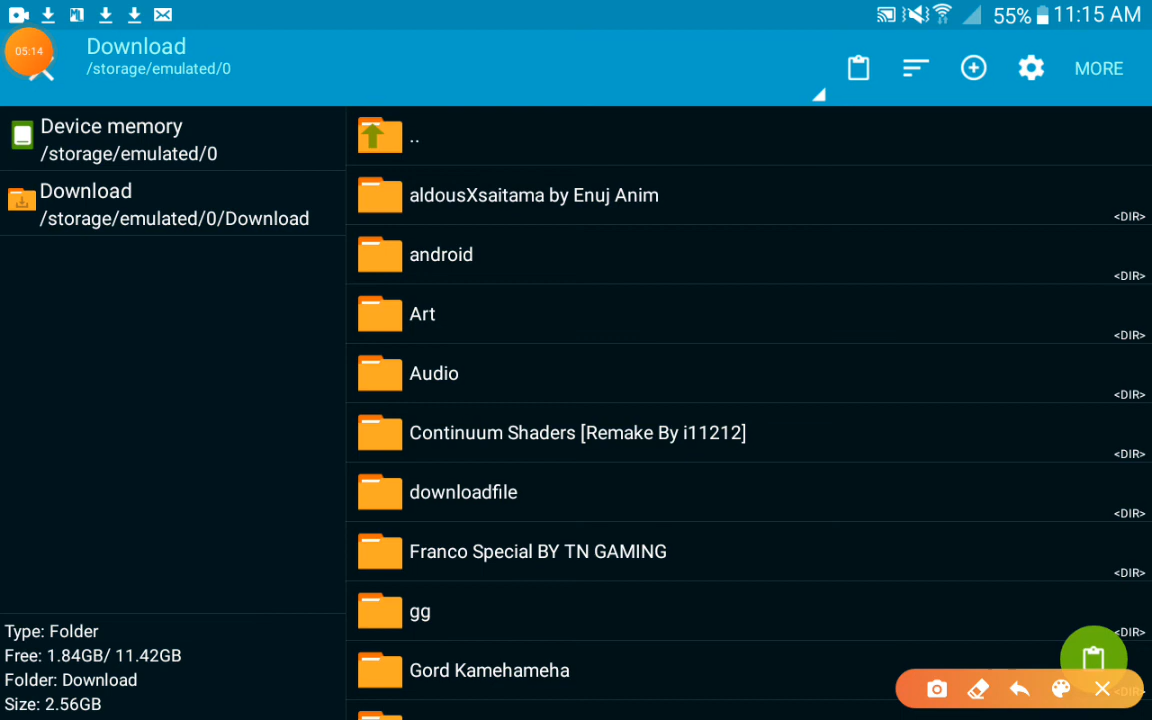 55% 11:15 AM
05:14
Download
/storage/emulated/0
MORE
Device memory
/storage/emulated/0
Download
/storage/emulated/0/Download
Type: Folder
Free: 1.84GB/ 11.42GB
Folder: Download
Size: 2.56GB
..
aldousXsaitama by Enuj Anim
<DIR>
android
<DIR>
Art
<DIR>
Audio
<DIR>
Continuum Shaders [Remake By i11212]
<DIR>
downloadfile
<DIR>
Franco Special BY TN GAMING
<DIR>
gg
<DIR>
Gord Kamehameha
<DIR>